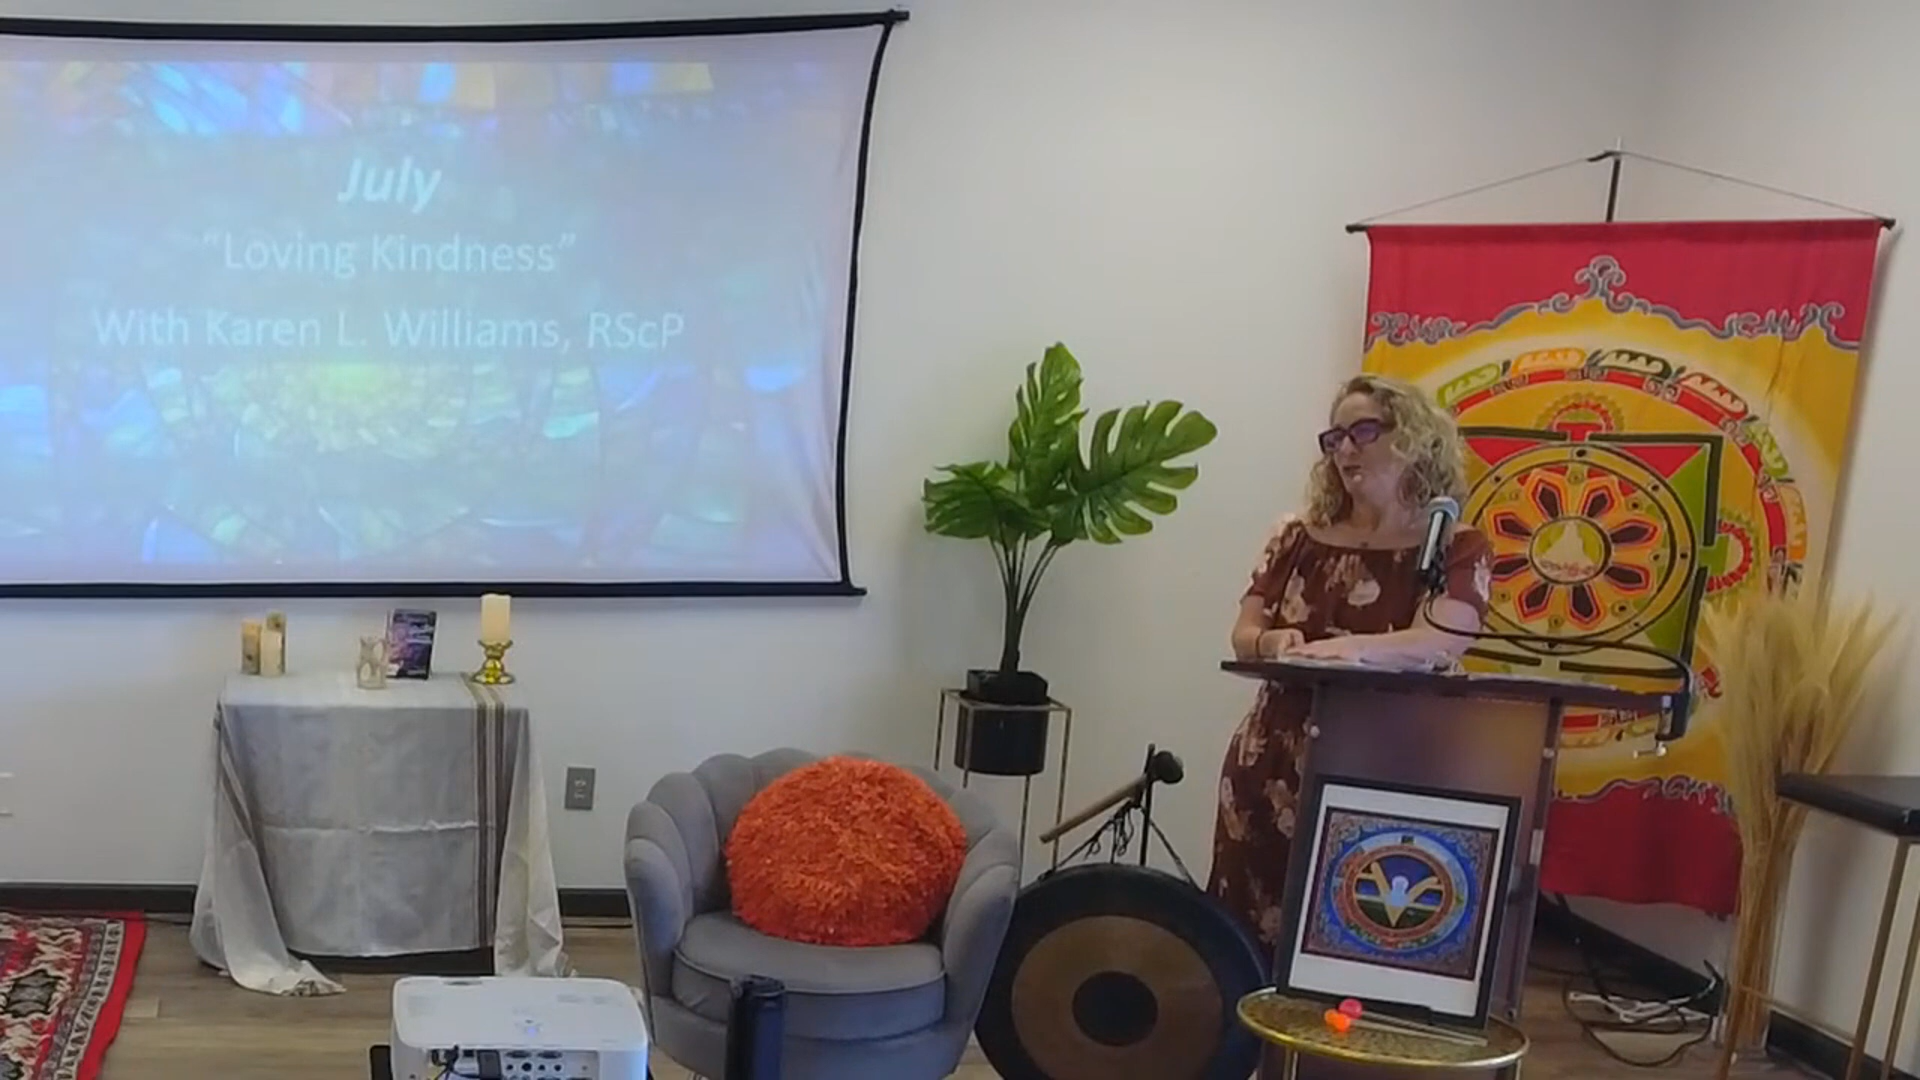 July
“Loving Kindness”
With Karen L. Williams, RScP